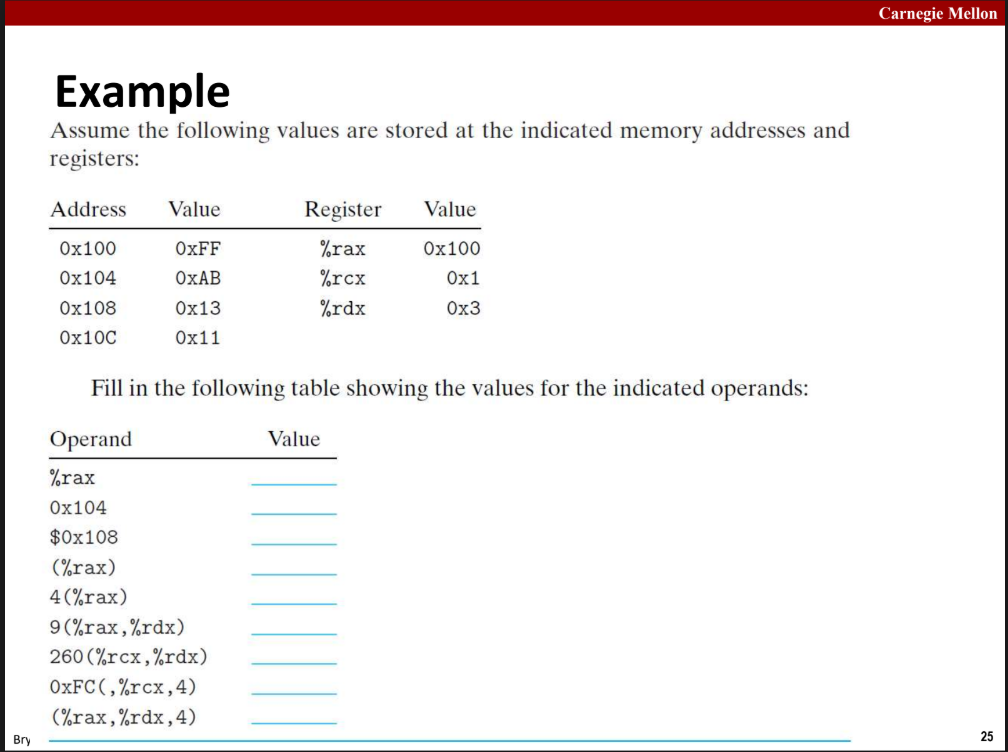 Carnegie Mellon
Example
Assume the following values are stored at the indicated memory addresses and
registers:
Address Value Register Value
0x100 0xFF %rax 0x100
0x104 0xAB %rcx 0x1
0x108 0x13 %rdx 0x3
0x10C 0x11
Fill in the following table showing the values for the indicated operands:
Operand Value
%rax
0x104
$0x108
(%rax)
4(%rax)
9(%rax,%rdx)
260(%rcx,%rdx)
0xFC(,%rcx,4)
(%rax,%rdx,4)
Bry
25